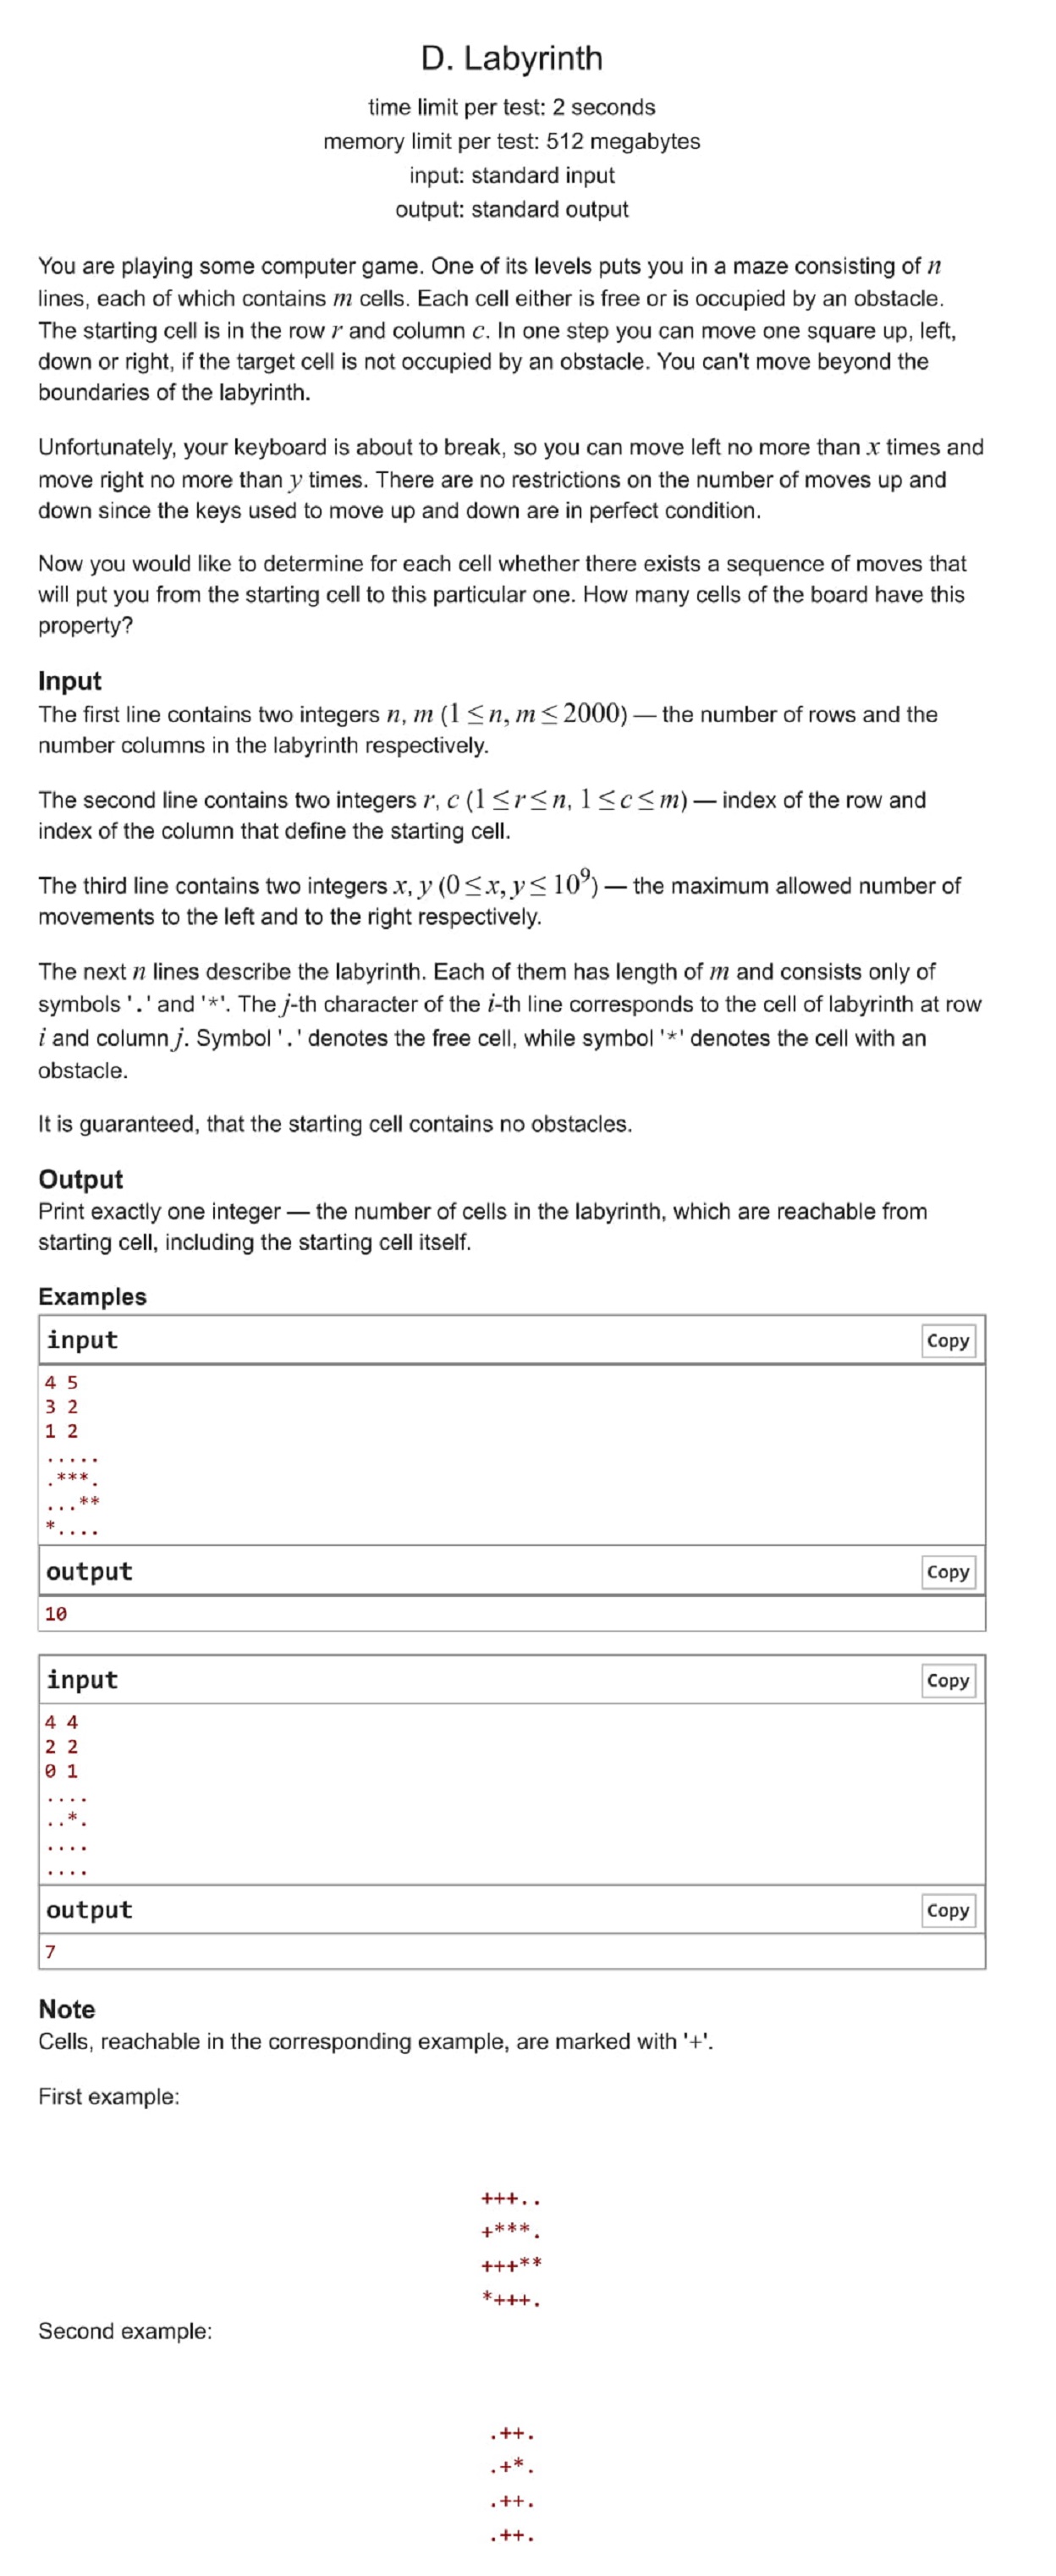 D. Labyrinth
time limit per test: 2 seconds
memory limit per test: 512 megabytes
input: standard input
output: standard output
You are playing some computer game. One of its levels puts you in a maze consisting of n
lines, each of which contains m cells. Each cell either is free or is occupied by an obstacle.
The starting cell is in the row r and column c. In one step you can move one square up, left,
down or right, if the target cell is not occupied by an obstacle. You can't move beyond the
boundaries of the labyrinth.
Unfortunately, your keyboard is about to break, so you can move left no more than x times and
move right no more than y times. There are no restrictions on the number of moves up and
down since the keys used to move up and down are in perfect condition.
Now you would like to determine for each cell whether there exists a sequence of moves that
will put you from the starting cell to this particular one. How many cells of the board have this
property?
Input
The first line contains two integers n, m (1 ≤ n, m ≤ 2000) — the number of rows and the
number columns in the labyrinth respectively.
The second line contains two integers r, c (1 ≤ r ≤ n, 1 ≤ c ≤ m) — index of the row and
index of the column that define the starting cell.
The third line contains two integers x, y (0 ≤ x, y ≤ 10⁹) — the maximum allowed number of
movements to the left and to the right respectively.
The next n lines describe the labyrinth. Each of them has length of m and consists only of
symbols '.' and '*'. The j-th character of the i-th line corresponds to the cell of labyrinth at row
i and column j. Symbol '.' denotes the free cell, while symbol '*' denotes the cell with an
obstacle.
It is guaranteed, that the starting cell contains no obstacles.
Output
Print exactly one integer — the number of cells in the labyrinth, which are reachable from
starting cell, including the starting cell itself.
Examples
input Copy
4 5
3 2
1 2
.....
.***.
...**
*....
output Copy
10
input Copy
4 4
2 2
0 1
....
..*.
....
....
output Copy
7
Note
Cells, reachable in the corresponding example, are marked with '+'.
First example:
+++..
+***.
+++**
*+++.
Second example:
.++.
.+*.
.++.
.++.